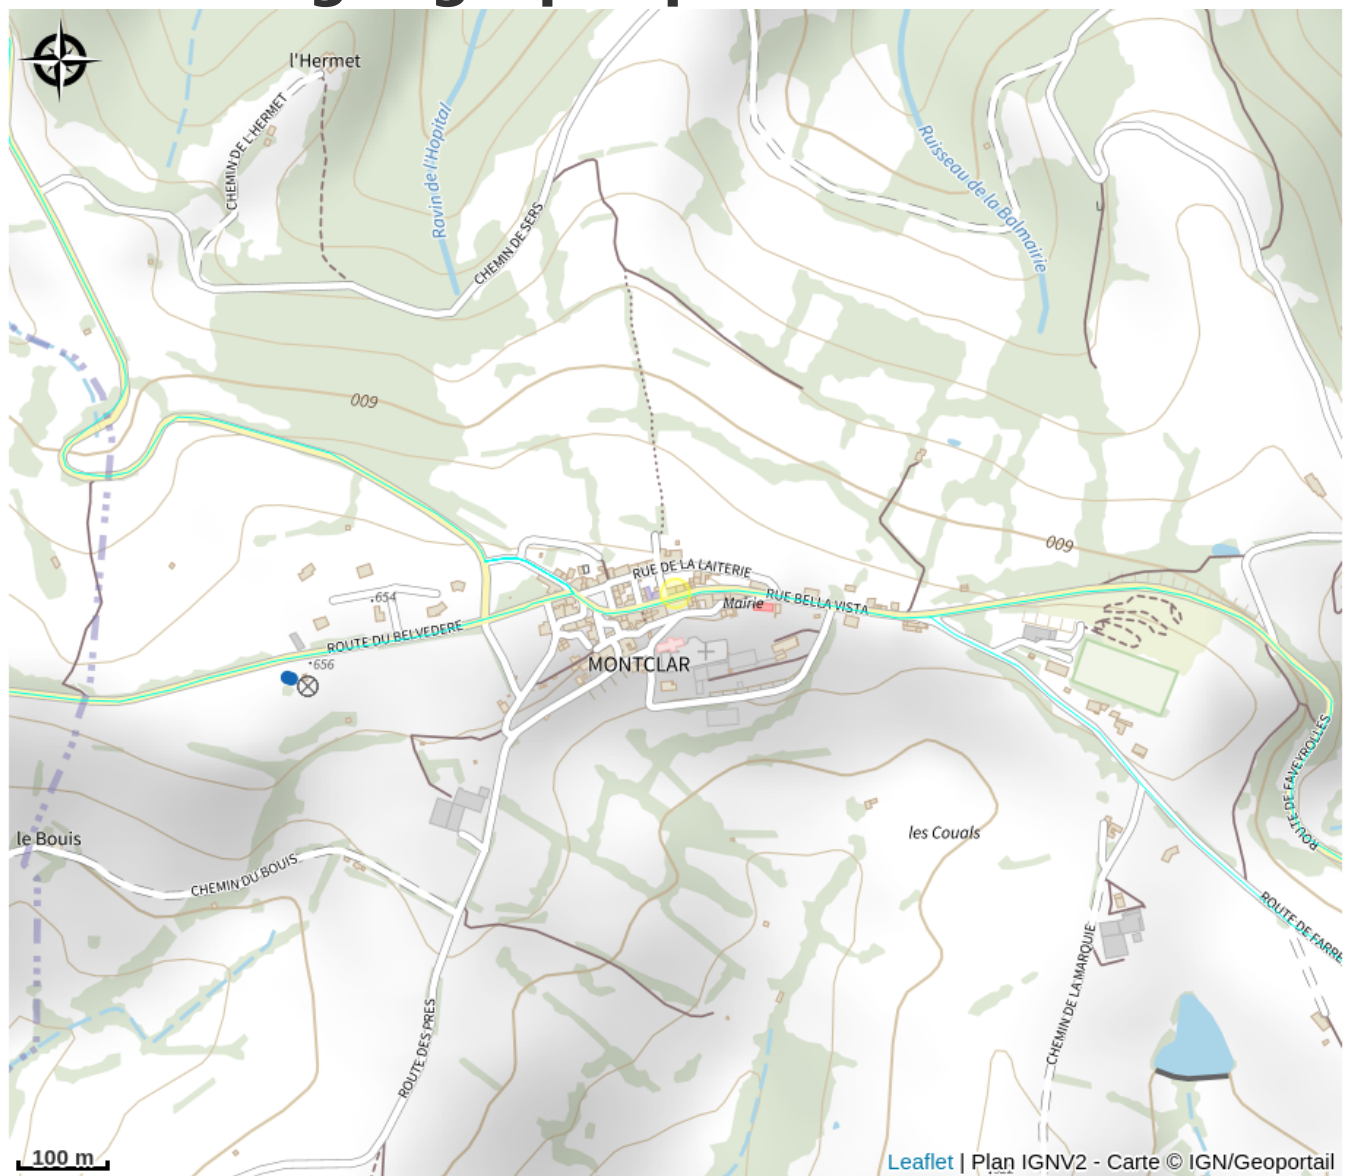 l'Hermet
CHEMIN DE L'HERMET
Ravin de l'Hopital
CHEMIN DE SERS
Ruisseau de la Balmairie
600
600
RUE DE LA LAITERIE
Mairie
RUE BELLA VISTA
654
ROUTE DU BELVEDERE
656
MONTCLAR
ROUTE DE FAVEYROLLES
le Bouis
les Couals
CHEMIN DU BOUIS
ROUTE DE FARRE
CHEMIN DE LA MARQUIE
ROUTE DES PRES
100 m
Leaflet | Plan IGNV2 - Carte © IGN/Geoportail